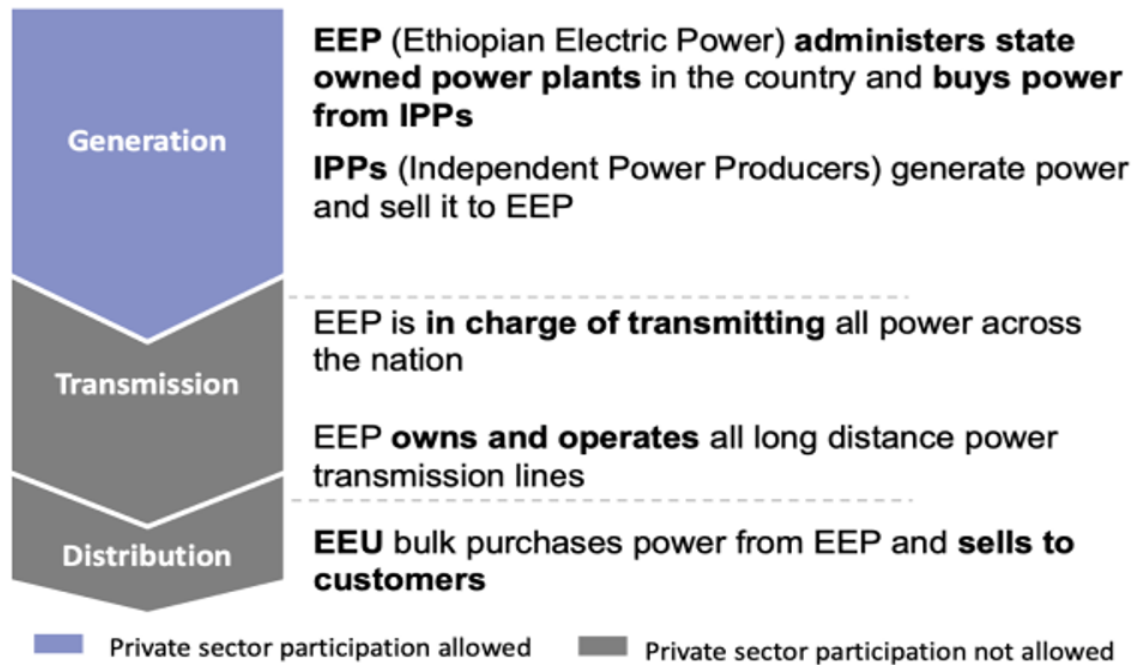 Generation
EEP (Ethiopian Electric Power) administers state
owned power plants in the country and buys power
from IPPs
IPPs (Independent Power Producers) generate power
and sell it to EEP
Transmission
EEP is in charge of transmitting all power across
the nation
EEP owns and operates all long distance power
transmission lines
Distribution
EEU bulk purchases power from EEP and sells to
customers
Private sector participation allowed
Private sector participation not allowed